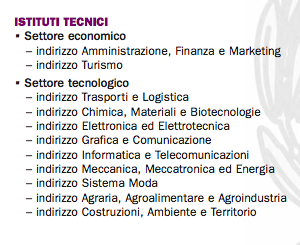 ISTITUTI TECNICI
• Settore economico
– indirizzo Amministrazione, Finanza e Marketing
– indirizzo Turismo
• Settore tecnologico
– indirizzo Trasporti e Logistica
– indirizzo Chimica, Materiali e Biotecnologie
– indirizzo Elettronica ed Elettrotecnica
– indirizzo Grafica e Comunicazione
– indirizzo Informatica e Telecomunicazioni
– indirizzo Meccanica, Meccatronica ed Energia
– indirizzo Sistema Moda
– indirizzo Agraria, Agroalimentare e Agroindustria
– indirizzo Costruzioni, Ambiente e Territorio